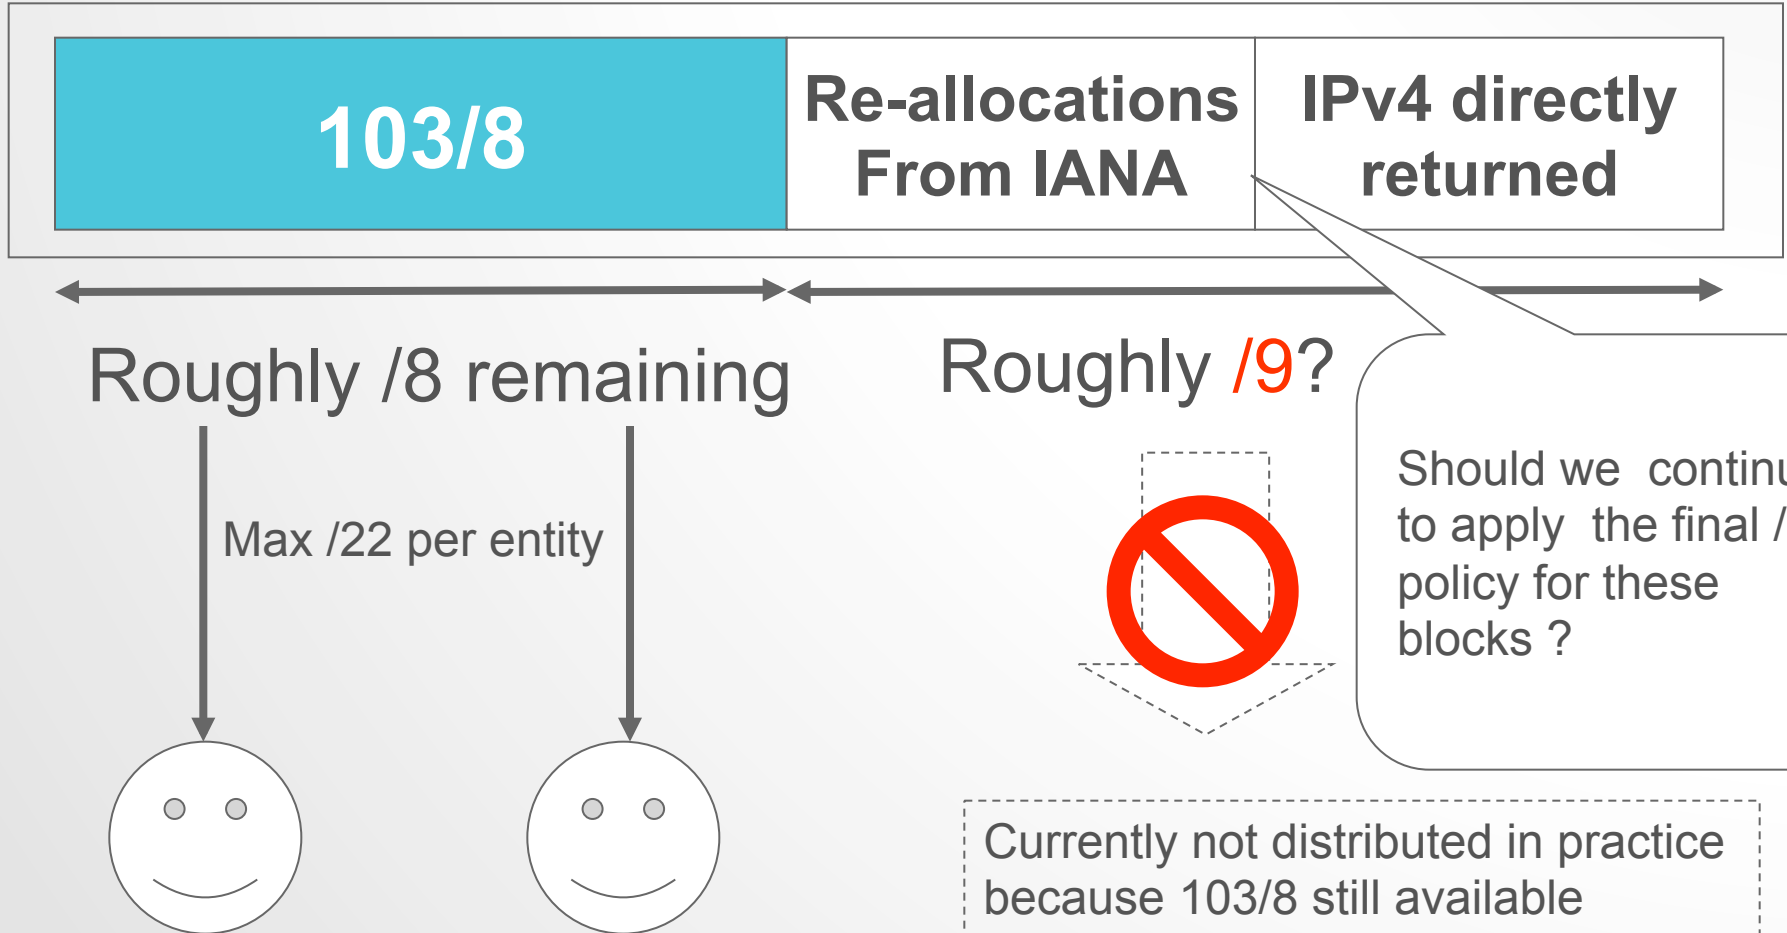 103/8
Re-allocations
From IANA
IPv4 directly
returned
Roughly /8 remaining
Roughly /9?
Max /22 per entity
Should we continu
to apply the final /
policy for these
blocks ?
Currently not distributed in practice
because 103/8 still available